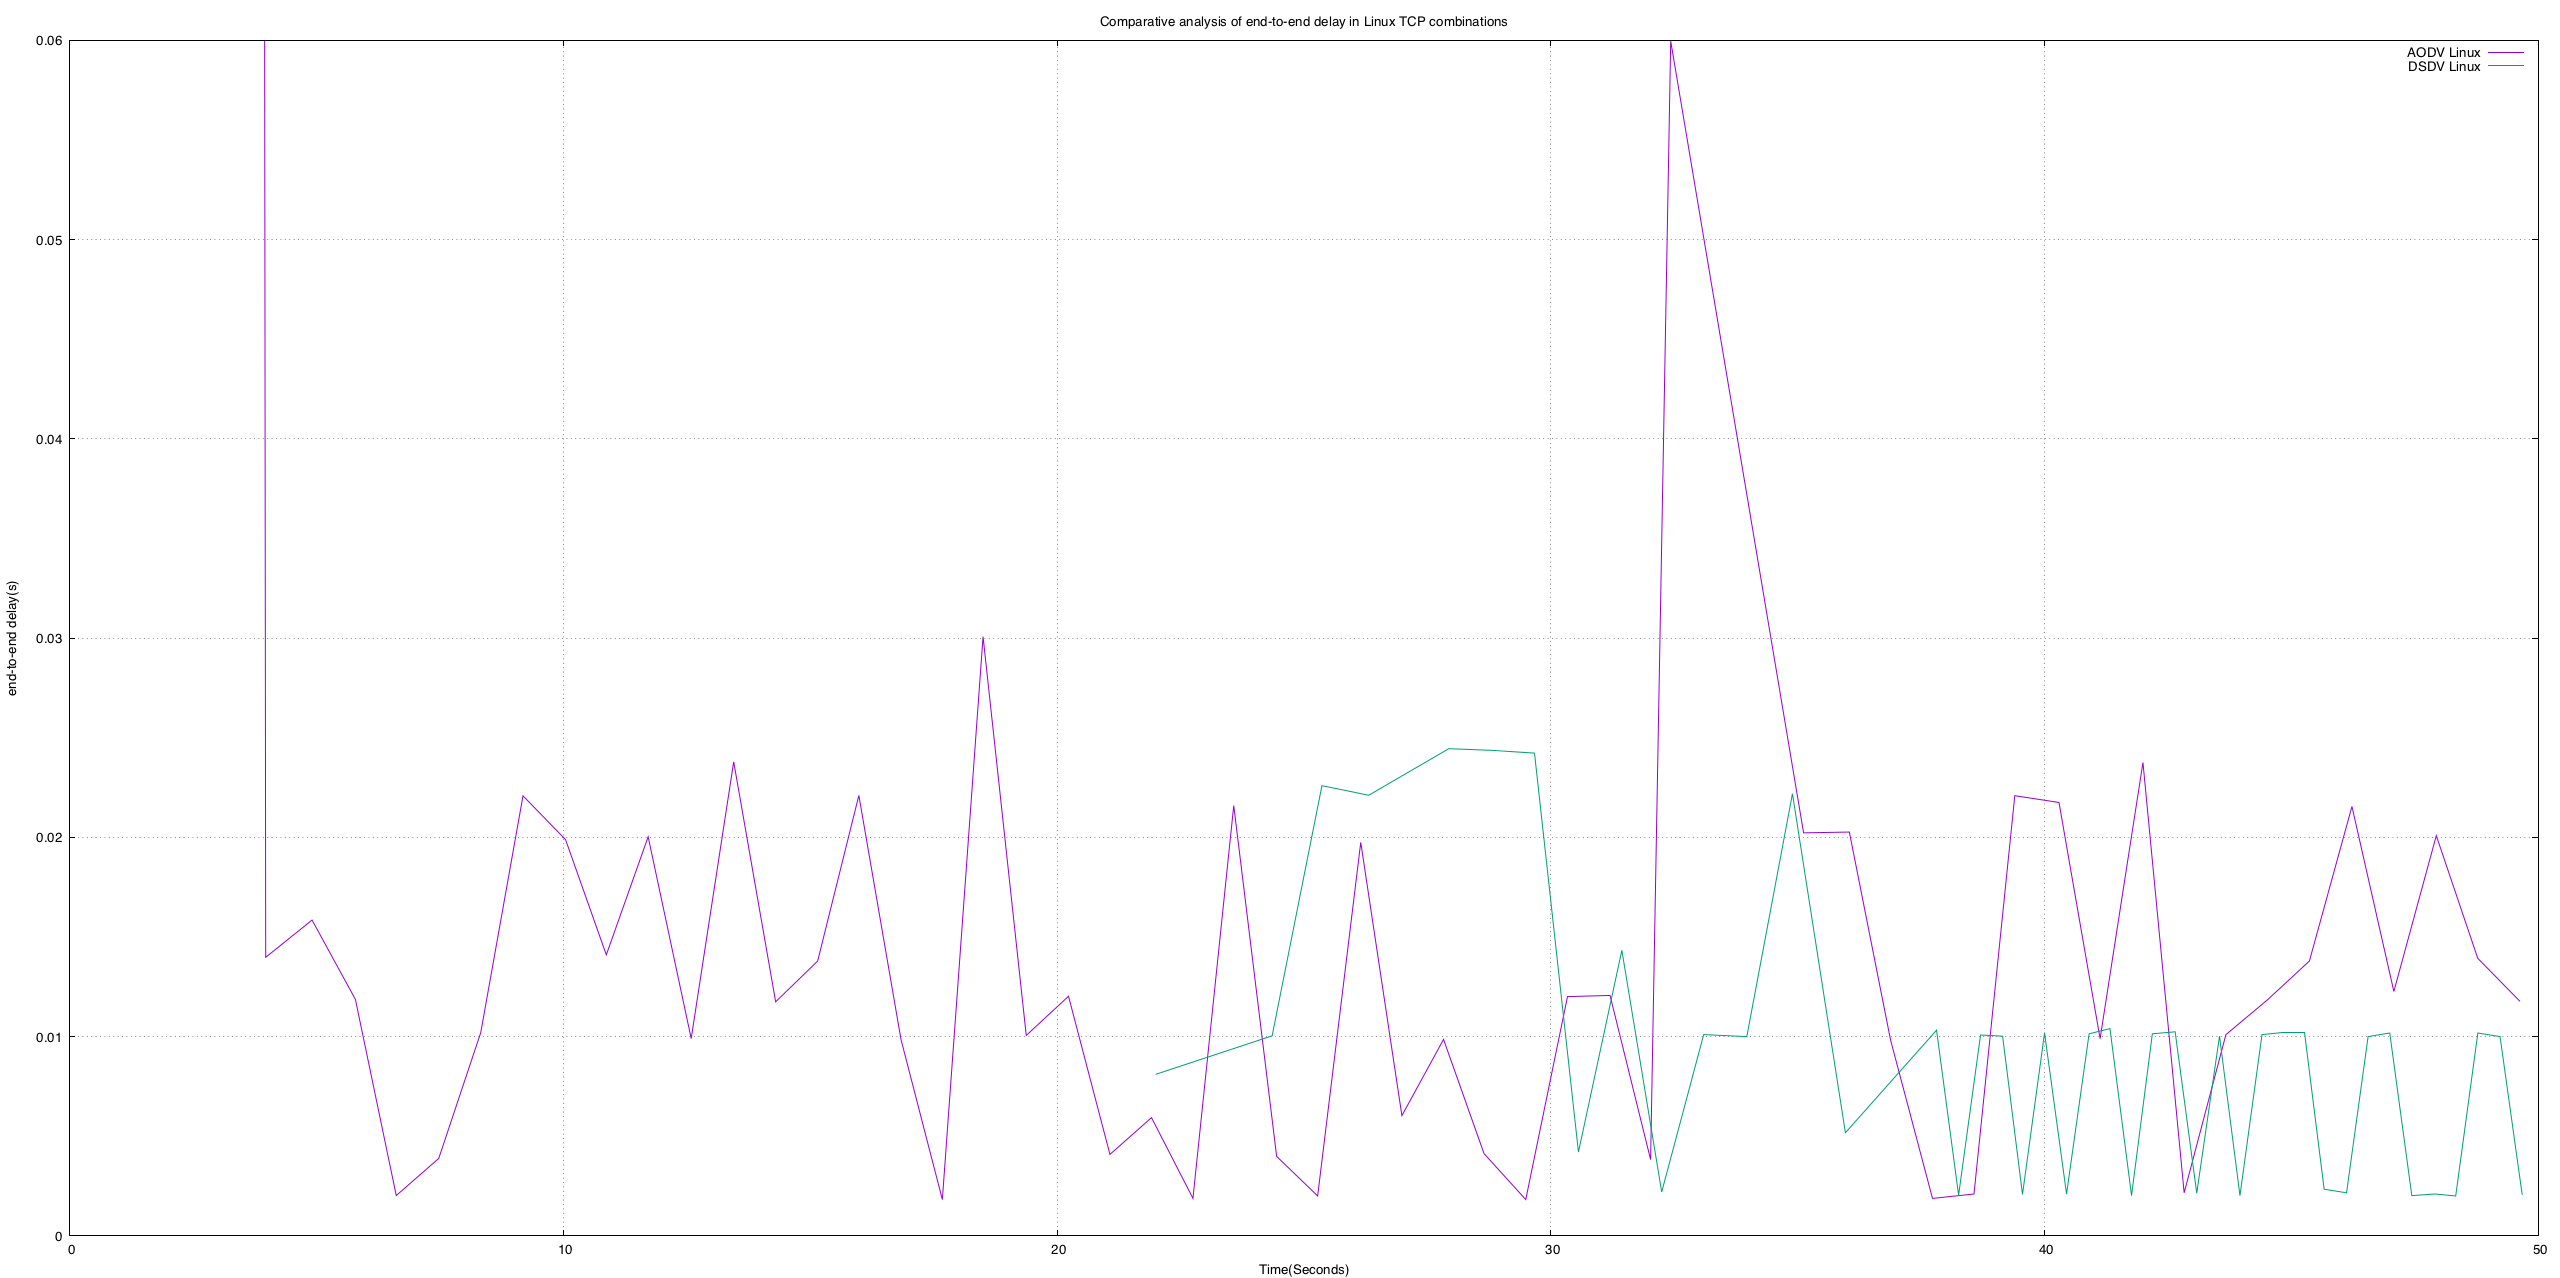 Comparative analysis of end-to-end delay in Linux TCP combinations
AODV Linux
DSDV Linux
0.06
0.05
0.04
0.03
0.02
0.01
0
end-to-end delay(s)
0 10 20 30 40 50
Time(Seconds)